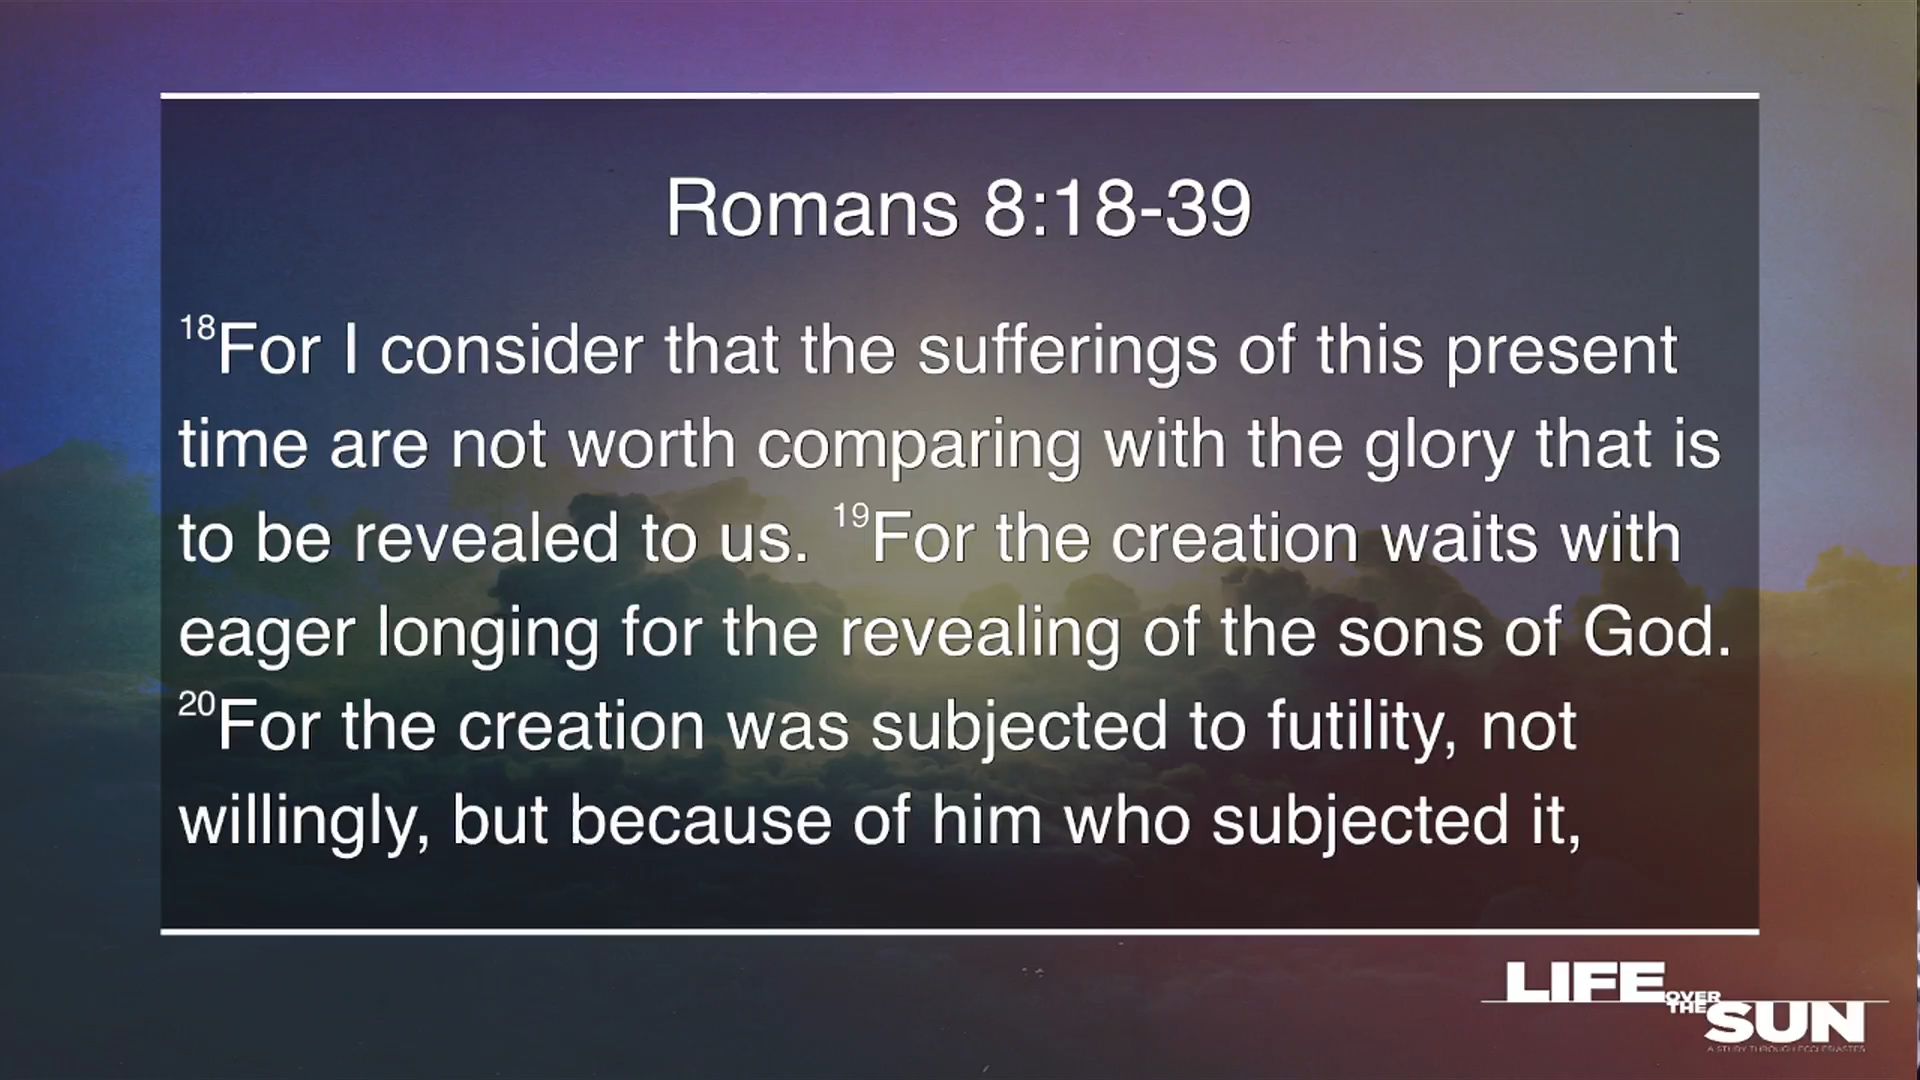 Romans 8:18-39
18For I consider that the sufferings of this present
time are not worth comparing with the glory that is
to be revealed to us. 19For the creation waits with
eager longing for the revealing of the sons of God.
20For the creation was subjected to futility, not
willingly, but because of him who subjected it,
LIFE
OVER
THE
SUN
A STUDY THROUGH ECCLESIASTES